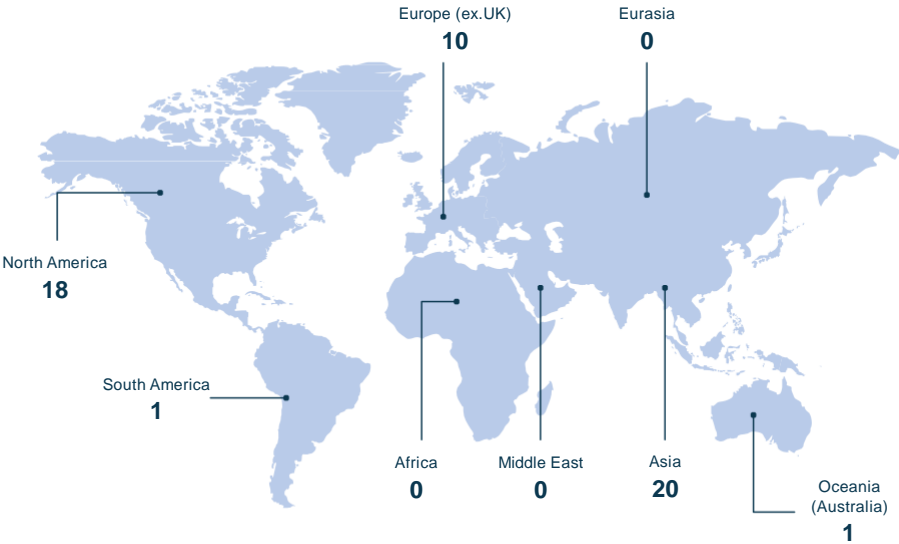 Europe (ex.UK)
10
Eurasia
0
North America
18
South America
1
Africa
0
Middle East
0
Asia
20
Oceania
(Australia)
1